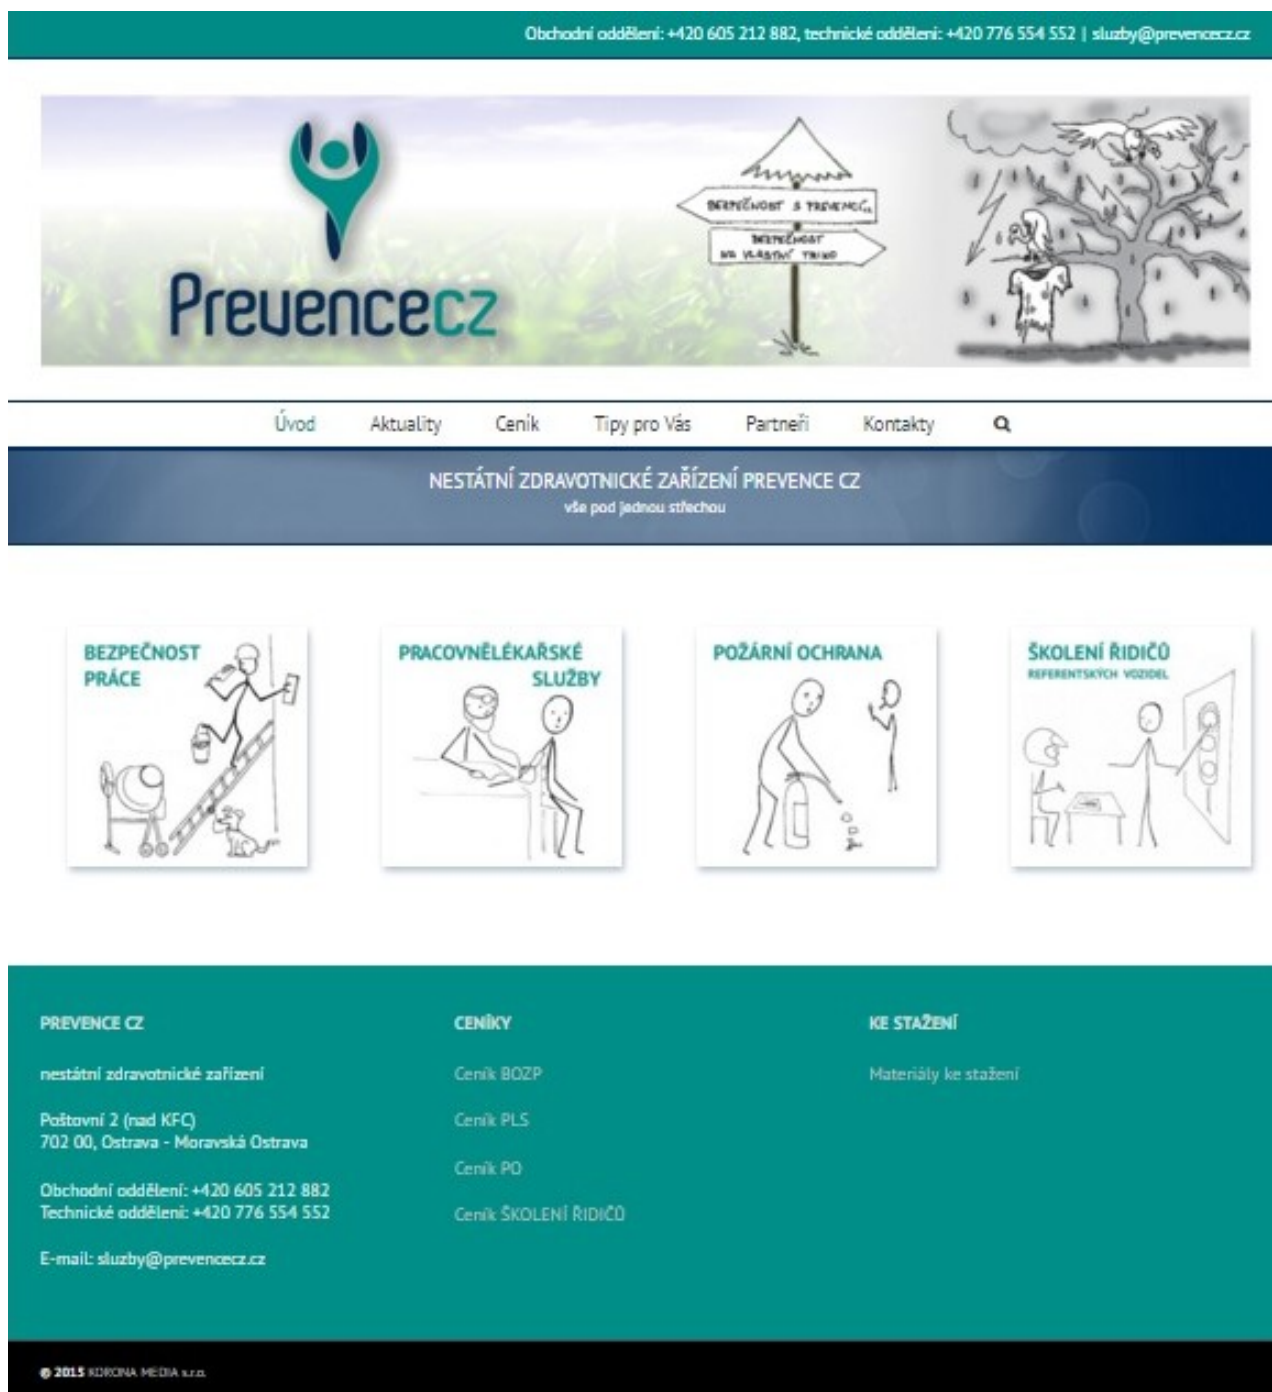 Obchodní oddělení: +420 605 212 882, technické oddělení: +420 776 554 552 | sluzby@prevencecz.cz
Prevencecz
BEZPEČNOST S PREVENCÍ
BEZPEČNOST
NA VLASTNÍ TRIKO
Úvod Aktuality Ceník Tipy pro Vás Partneři Kontakty
NESTÁTNÍ ZDRAVOTNICKÉ ZAŘÍZENÍ PREVENCE CZ
vše pod jednou střechou
BEZPEČNOST
PRÁCE
PRACOVNĚLÉKAŘSKÉ
SLUŽBY
POŽÁRNÍ OCHRANA
ŠKOLENÍ ŘIDIČŮ
REFERENTSKÝCH VOZIDEL
PREVENCE CZ
nestátní zdravotnické zařízení
Poštovní 2 (nad KFC)
702 00, Ostrava - Moravská Ostrava
Obchodní oddělení: +420 605 212 882
Technické oddělení: +420 776 554 552
E-mail: sluzby@prevencecz.cz
CENÍKY
Ceník BOZP
Ceník PLS
Ceník PO
Ceník ŠKOLENÍ ŘIDIČŮ
KE STAŽENÍ
Materiály ke stažení
© 2015 KORONA MEDIA s.r.o.